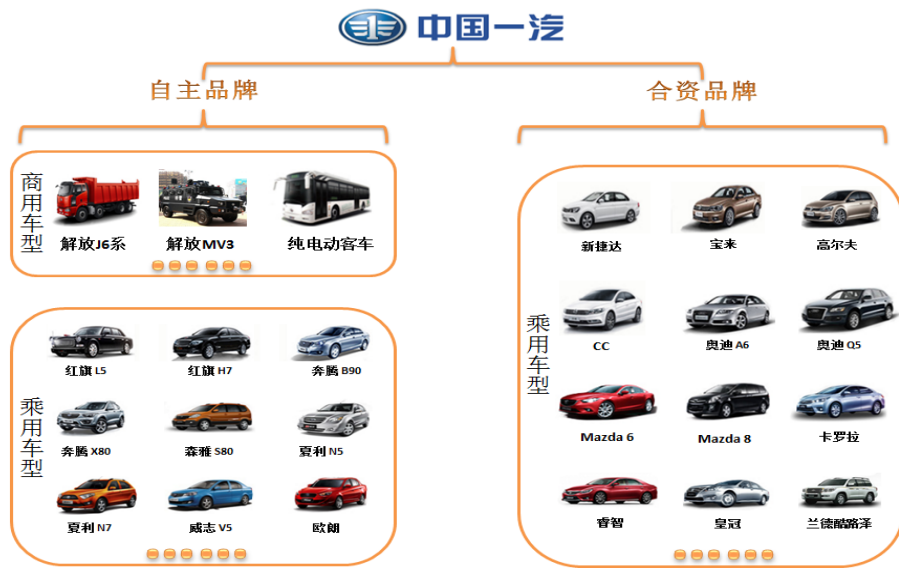 中国一汽
自主品牌
合资品牌
商用车型
解放J6系
解放MV3
纯电动客车
乘用车型
红旗 L5
红旗 H7
奔腾 B90
奔腾 X80
森雅 S80
夏利 N5
夏利 N7
威志 V5
欧朗
乘用车型
新捷达
宝来
高尔夫
CC
奥迪 A6
奥迪 Q5
Mazda 6
Mazda 8
卡罗拉
睿智
皇冠
兰德酷路泽